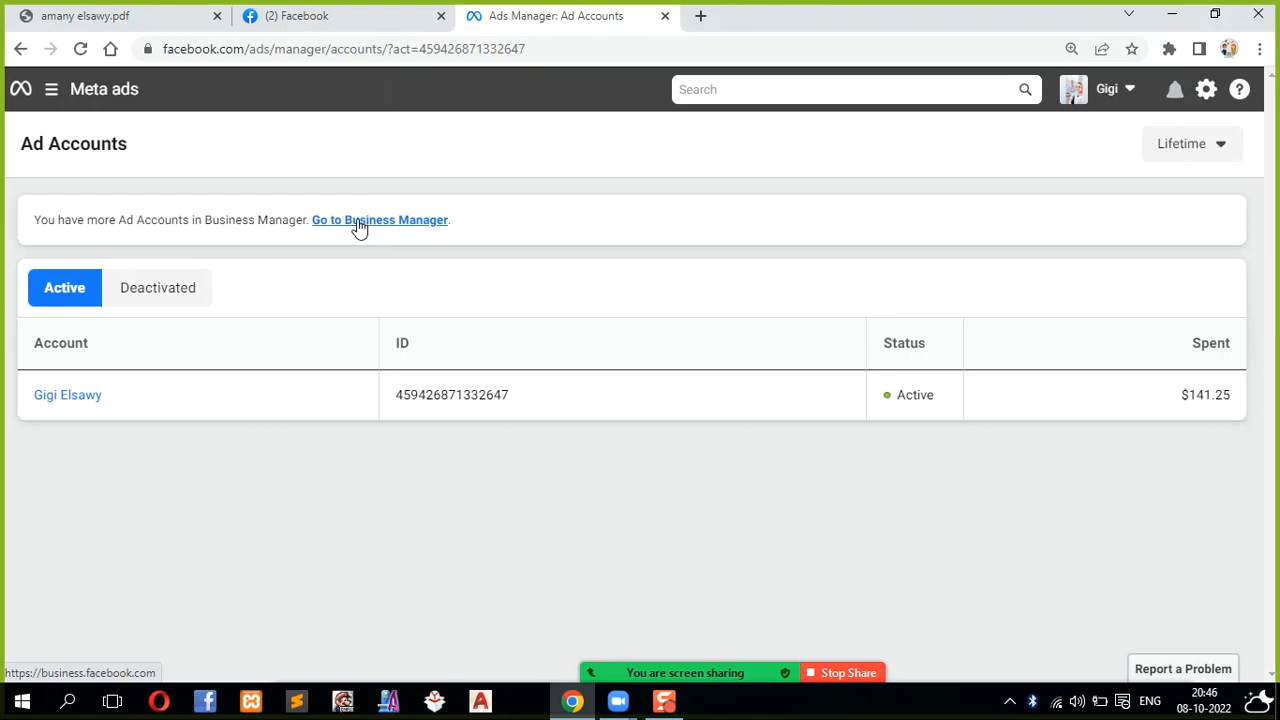 amany elsawy.pdf
(2) Facebook
Ads Manager: Ad Accounts
facebook.com/ads/manager/accounts/?act=459426871332647
Meta ads
Search
Gigi
Ad Accounts
Lifetime
You have more Ad Accounts in Business Manager. Go to Business Manager.
Active
Deactivated
Account
ID
Status
Spent
Gigi Elsawy
459426871332647
Active
$141.25
Report a Problem
https://business.facebook.com
You are screen sharing
Stop Share
ENG
20:46
08-10-2022